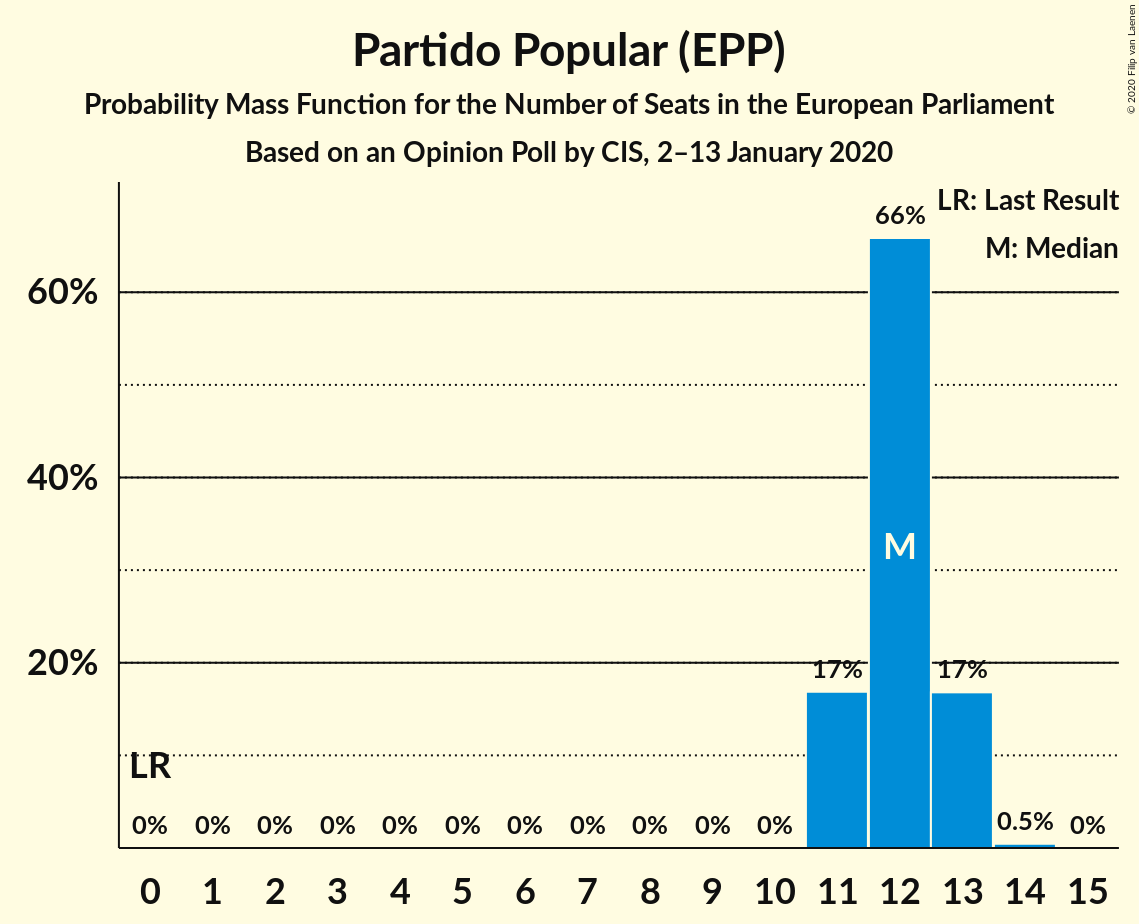 Partido Popular (EPP)
Probability Mass Function for the Number of Seats in the European Parliament
Based on an Opinion Poll by CIS, 2–13 January 2020
© 2020 Filip van Laenen
LR: Last Result
M: Median
66%
60%
40%
M
20%
17% 17%
LR
0% 0% 0% 0% 0% 0% 0% 0% 0% 0% 0% 0.5% 0%
0 1 2 3 4 5 6 7 8 9 10 11 12 13 14 15